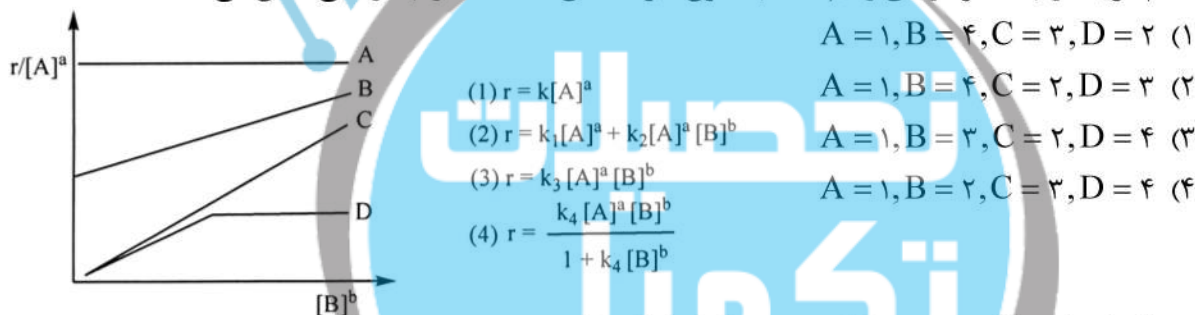 r/[A]ᵃ
A
B
C
D
[B]ᵇ
(1) r = k[A]ᵃ
(2) r = k₁[A]ᵃ + k₂[A]ᵃ [B]ᵇ
(3) r = k₃ [A]ᵃ [B]ᵇ
(4) r = k₄ [A]ᵃ [B]ᵇ
1 + k₄ [B]ᵇ
A = ۱, B = ۴, C = ۳, D = ۲ (۱
A = ۱, B = ۴, C = ۲, D = ۳ (۲
A = ۱, B = ۳, C = ۲, D = ۴ (۳
A = ۱, B = ۲, C = ۳, D = ۴ (۴
تحصیلات